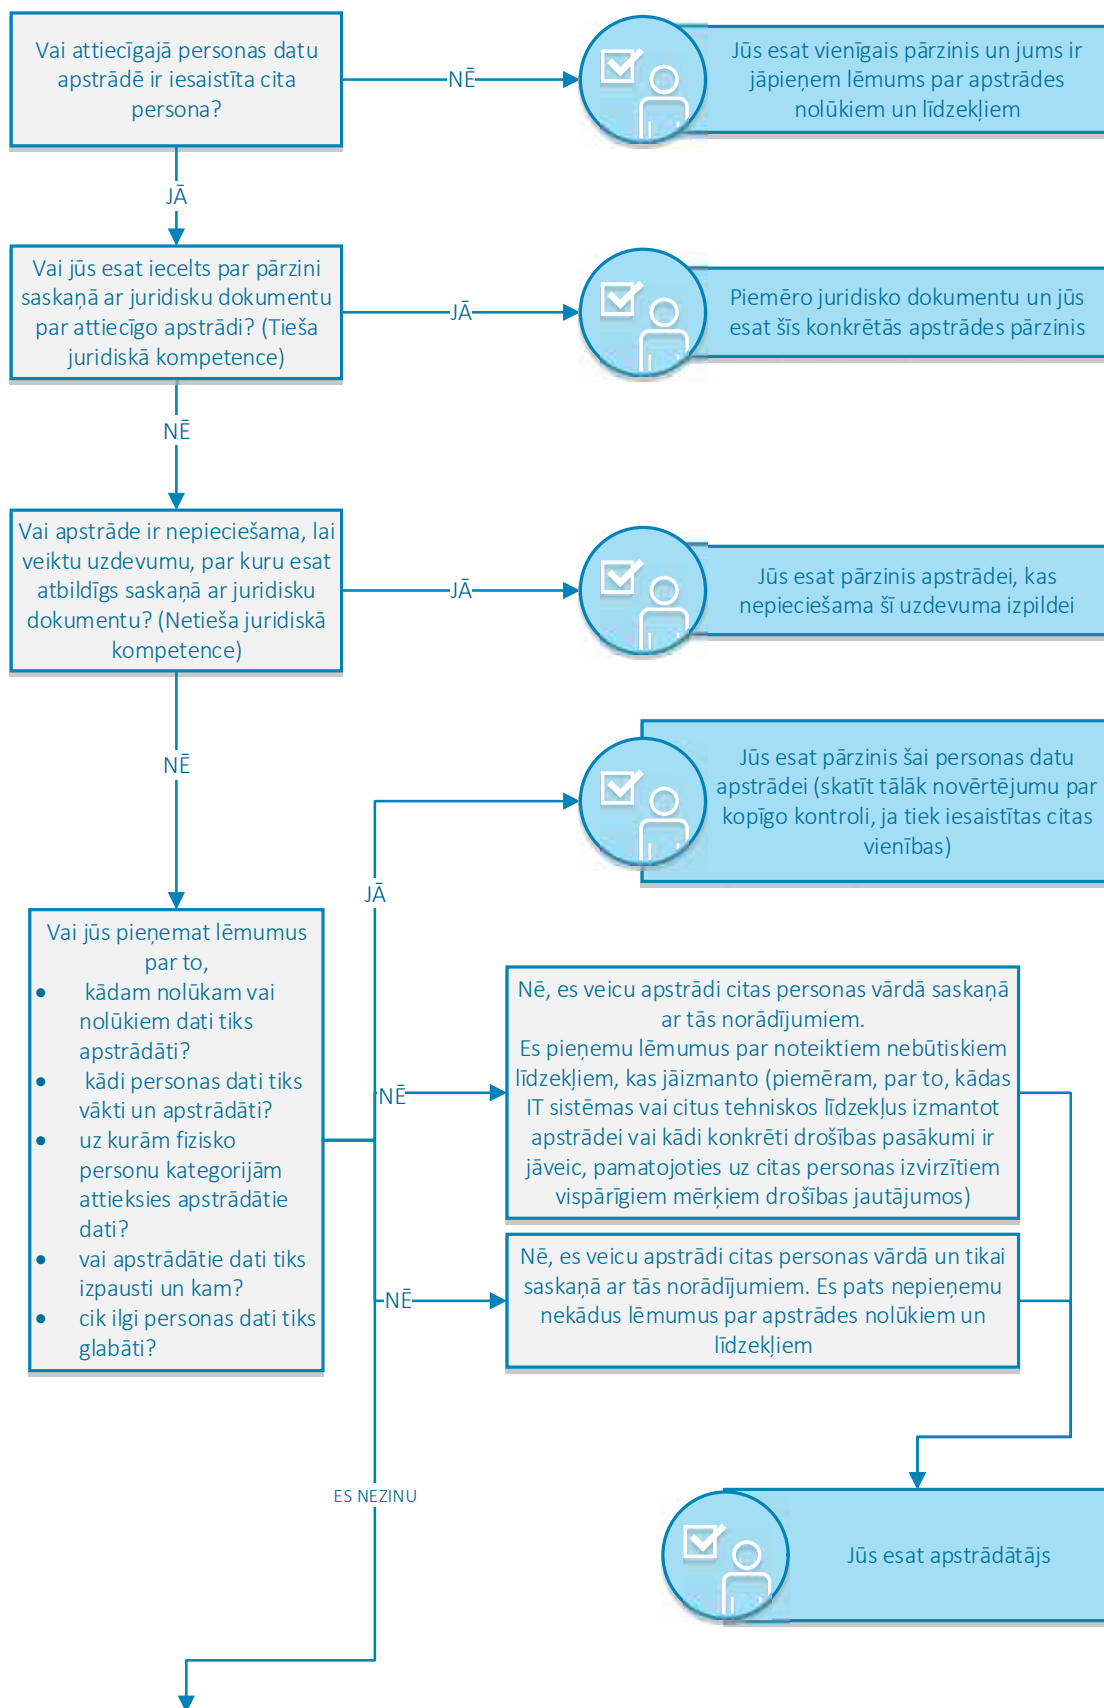 Vai attiecīgajā personas datu
apstrādē ir iesaistīta cita
persona?
NĒ
Jūs esat vienīgais pārzinis un jums ir
jāpieņem lēmums par apstrādes
nolūkiem un līdzekļiem
JĀ
Vai jūs esat iecelts par pārzini
saskaņā ar juridisku dokumentu
par attiecīgo apstrādi? (Tieša
juridiskā kompetence)
JĀ
Piemēro juridisko dokumentu un jūs
esat šīs konkrētās apstrādes pārzinis
NĒ
Vai apstrāde ir nepieciešama, lai
veiktu uzdevumu, par kuru esat
atbildīgs saskaņā ar juridisku
dokumentu? (Netieša juridiskā
kompetence)
JĀ
Jūs esat pārzinis apstrādei, kas
nepieciešama šī uzdevuma izpildei
NĒ
Jūs esat pārzinis šai personas datu
apstrādei (skatīt tālāk novērtējumu par
kopīgo kontroli, ja tiek iesaistītas citas
vienības)
JĀ
Vai jūs pieņemat lēmumus
par to,
• kādam nolūkam vai
nolūkiem dati tiks
apstrādāti?
• kādi personas dati tiks
vākti un apstrādāti?
• uz kurām fizisko
personu kategorijām
attieksies apstrādātie
dati?
• vai apstrādātie dati tiks
izpausti un kam?
• cik ilgi personas dati tiks
glabāti?
NĒ
Nē, es veicu apstrādi citas personas vārdā saskaņā
ar tās norādījumiem.
Es pieņemu lēmumus par noteiktiem nebūtiskiem
līdzekļiem, kas jāizmanto (piemēram, par to, kādas
IT sistēmas vai citus tehniskos līdzekļus izmantot
apstrādei vai kādi konkrēti drošības pasākumi ir
jāveic, pamatojoties uz citas personas izvirzītiem
vispārīgiem mērķiem drošības jautājumos)
NĒ
Nē, es veicu apstrādi citas personas vārdā un tikai
saskaņā ar tās norādījumiem. Es pats nepieņemu
nekādus lēmumus par apstrādes nolūkiem un
līdzekļiem
ES NEZINU
Jūs esat apstrādātājs